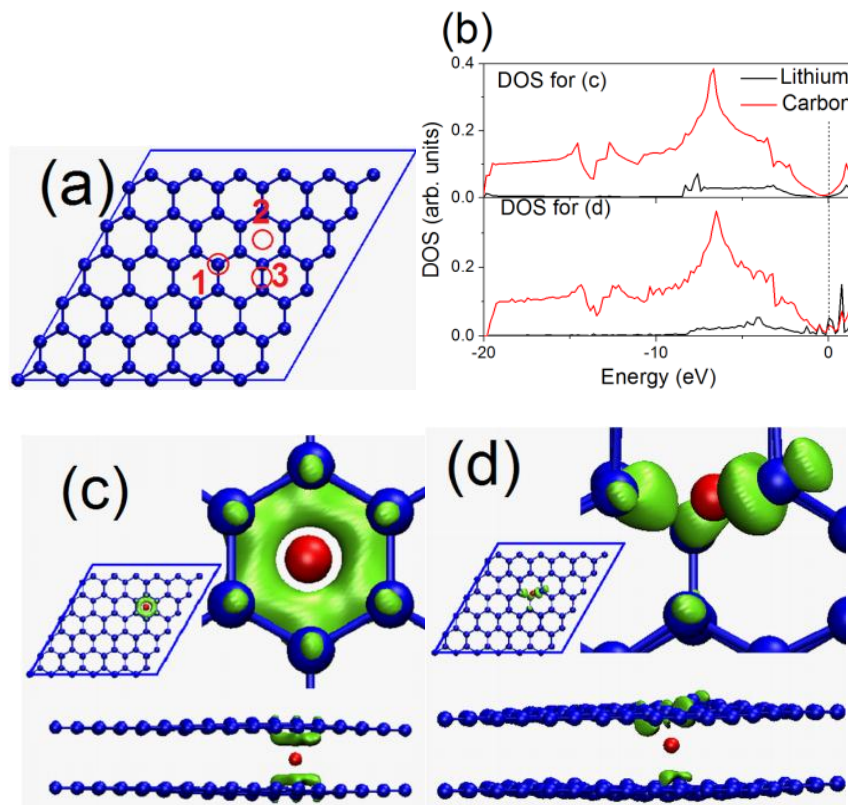 (a)
2
1
3
(b)
0.4
DOS for (c)
Lithium
Carbon
0.2
0.0
DOS for (d)
0.2
0.0
DOS (arb. units)
-20
-10
0
Energy (eV)
(c)
(d)